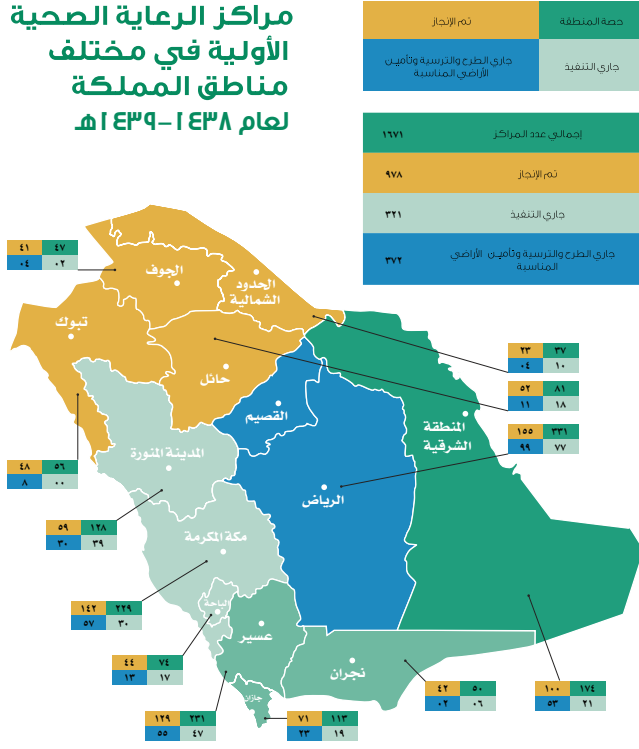 مراكز الرعاية الصحية
الأولية في مختلف
مناطق المملكة
لعام ١٤٣٨-١٤٣٩هـ
حصة المنطقة
تم الإنجاز
جاري التنفيذ
جاري الطرح والترسية وتأمين
الأراضي المناسبة
إجمالي عدد المراكز ١٦٧١
تم الإنجاز ٩٧٨
جاري التنفيذ ٣٢١
جاري الطرح والترسية وتأمين الأراضي
المناسبة
٣٧٢
٤٧ ٤١
٠٢ ٠٤
الجوف
الحدود
الشمالية
تبوك
حائل
القصيم
المنطقة
الشرقية
المدينة المنورة
الرياض
مكة المكرمة
الباحة
عسير
نجران
جازان
٣٧ ٢٣
١٠ ٠٤
٨١ ٥٢
١٨ ١١
٣٣١ ١٥٥
٧٧ ٩٩
٥٦ ٤٨
٠٠ ٨
١٢٨ ٥٩
٣٩ ٣٠
٢٢٩ ١٤٢
٣٠ ٥٧
٧٤ ٤٤
١٧ ١٣
٢٣١ ١٢٩
٤٧ ٥٥
١١٣ ٧١
١٩ ٢٣
٥٠ ٤٢
٠٦ ٠٢
١٧٤ ١٠٠
٢١ ٥٣